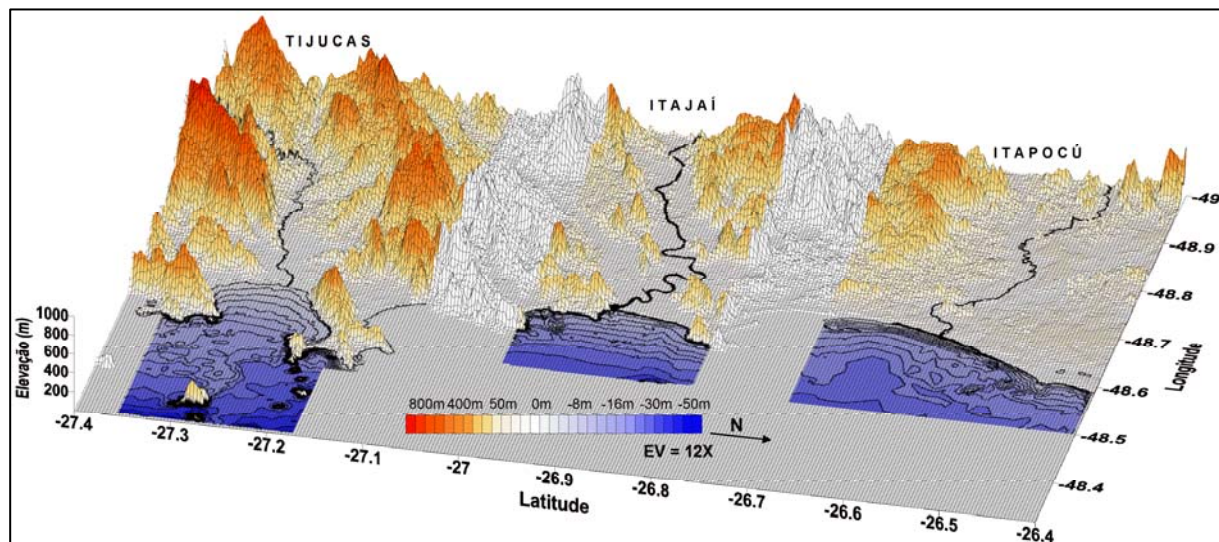 TIJUCAS
ITAJAÍ
ITAPOCÚ
Elevação (m)
1000
800
600
400
200
-27.4
-27.3
-27.2
-27.1
-27
-26.9
-26.8
-26.7
-26.6
-26.5
-26.4
Latitude
-49
-48.9
-48.8
-48.7
-48.6
-48.5
-48.4
Longitude
800m 400m 50m 0m -8m -16m -30m -50m
N
EV = 12X